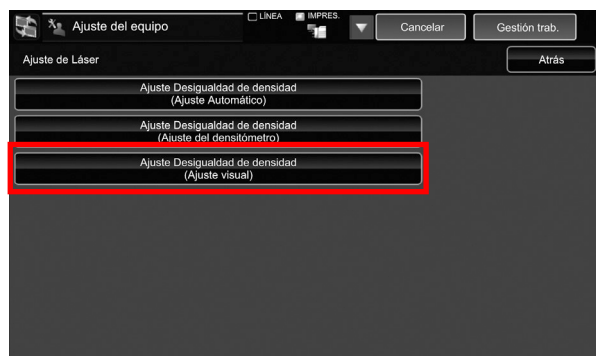 Ajuste del equipo
LÍNEA
IMPRES.
Cancelar
Gestión trab.
Ajuste de Láser
Atrás
Ajuste Desigualdad de densidad
(Ajuste Automático)
Ajuste Desigualdad de densidad
(Ajuste del densitómetro)
Ajuste Desigualdad de densidad
(Ajuste visual)